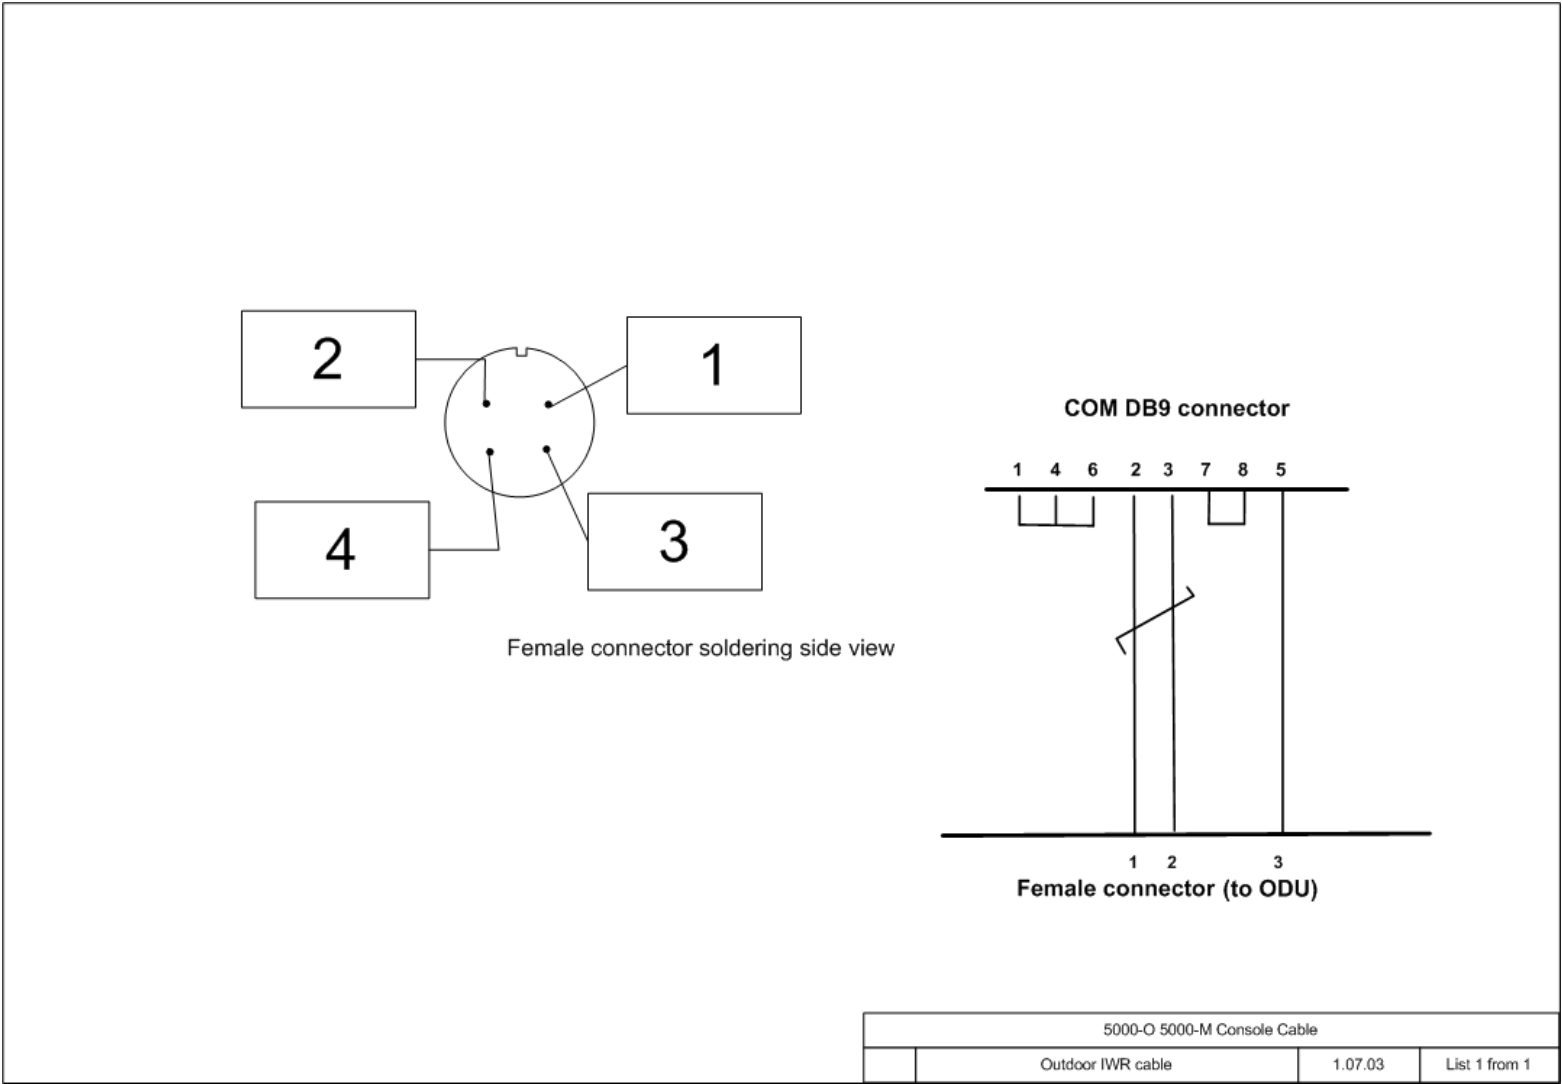 2
1
4
3
Female connector soldering side view
COM DB9 connector
1 4 6 2 3 7 8 5
1 2 3
Female connector (to ODU)
5000-O 5000-M Console Cable
Outdoor IWR cable 1.07.03 List 1 from 1